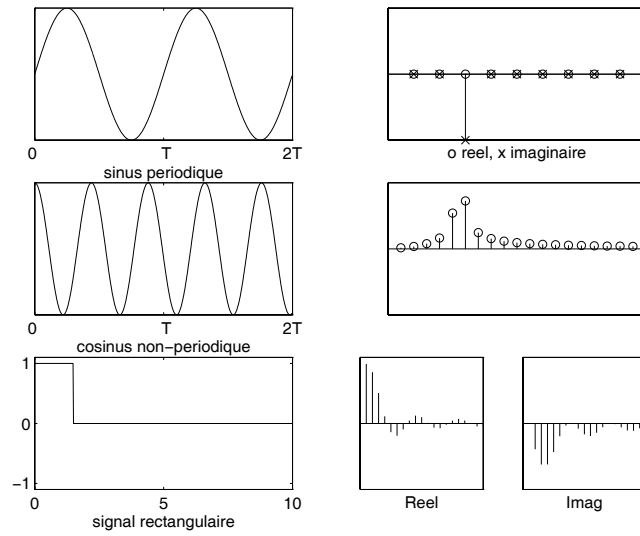 0 T 2T
sinus periodique
o reel, x imaginaire
0 T 2T
cosinus non−periodique
1
0
−1
0 5 10
signal rectangulaire
Reel
Imag